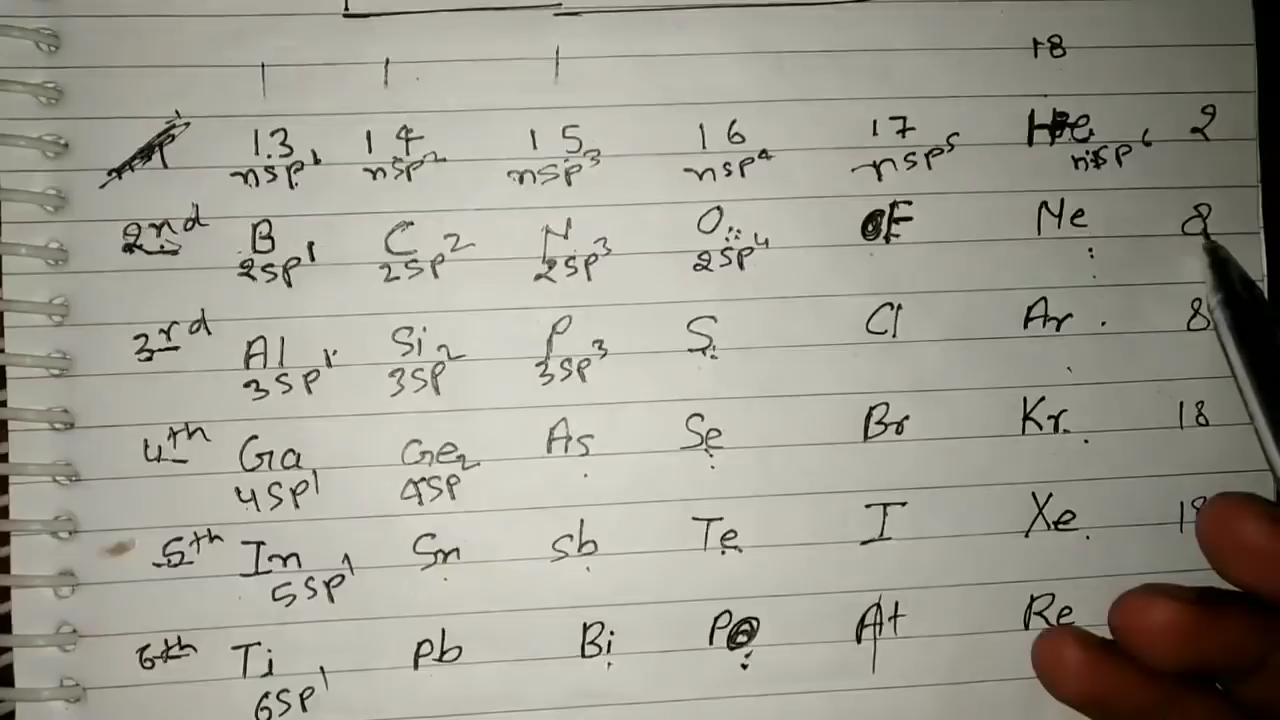 18
13 14 15 16 17 He 2
nsp1 nsp2 nsp3 nsp4 nsp5 nsp6
2nd B C N O F Ne 8
2sp1 2sp2 2sp3 2sp4
3rd Al Si P S Cl Ar 8
3sp1 3sp2 3sp3
4th Ga Ge As Se Br Kr 18
4sp1 4sp2
5th In Sn Sb Te I Xe
5sp1
6th Ti Pb Bi Po At Re
6sp1